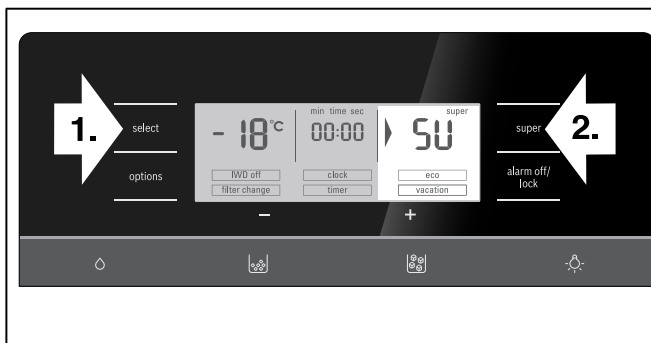 1.
select
options
- 18°C
IWD off
filter change
min time sec
00:00
clock
timer
super
SU
eco
vacation
super
2.
alarm off/
lock
− +